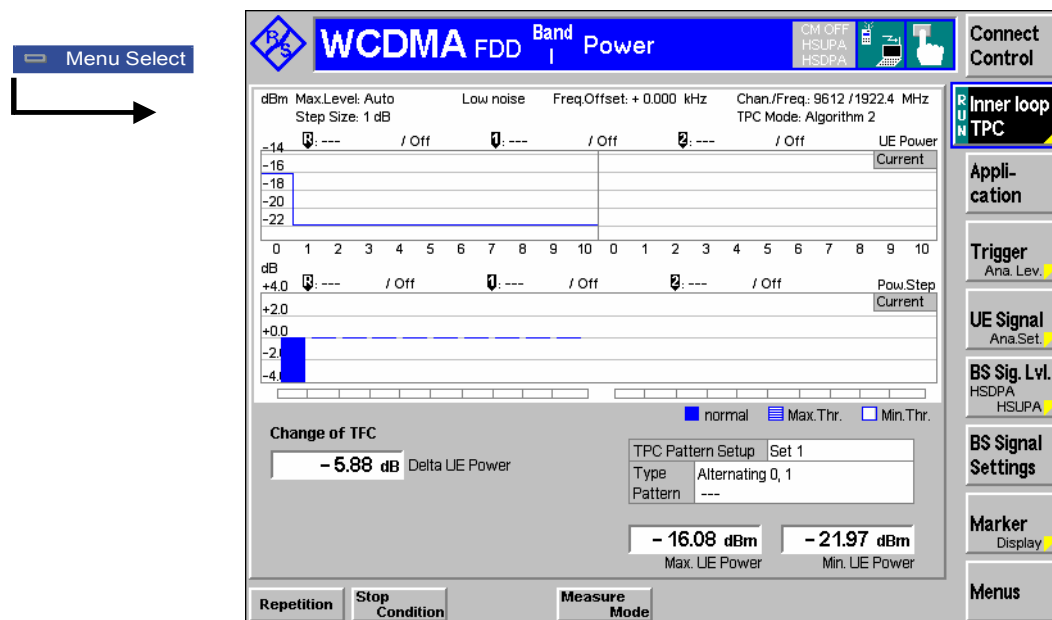 Menu Select
R&S
WCDMA FDD Band I Power
CM OFF
HSUPA
HSDPA
Connect Control
dBm Max.Level: Auto Low noise Freq.Offset: + 0.000 kHz Chan./Freq.: 9612 /1922.4 MHz
Step Size: 1 dB TPC Mode: Algorithm 2
R: --- / Off 1: --- / Off 2: --- / Off UE Power
Current
-14
-16
-18
-20
-22
0 1 2 3 4 5 6 7 8 9 10 0 1 2 3 4 5 6 7 8 9 10
dB
+4.0 R: --- / Off 1: --- / Off 2: --- / Off Pow.Step
Current
+2.0
+0.0
-2.
-4.
normal Max.Thr. Min.Thr.
Change of TFC
- 5.88 dB Delta UE Power
TPC Pattern Setup Set 1
Type Alternating 0, 1
Pattern ---
- 16.08 dBm - 21.97 dBm
Max. UE Power Min. UE Power
RUN
Inner loop TPC
Appli-
cation
Trigger
Ana. Lev.
UE Signal
Ana.Set.
BS Sig. Lvl.
HSDPA
HSUPA
BS Signal
Settings
Marker
Display
Menus
Repetition Stop Condition Measure Mode